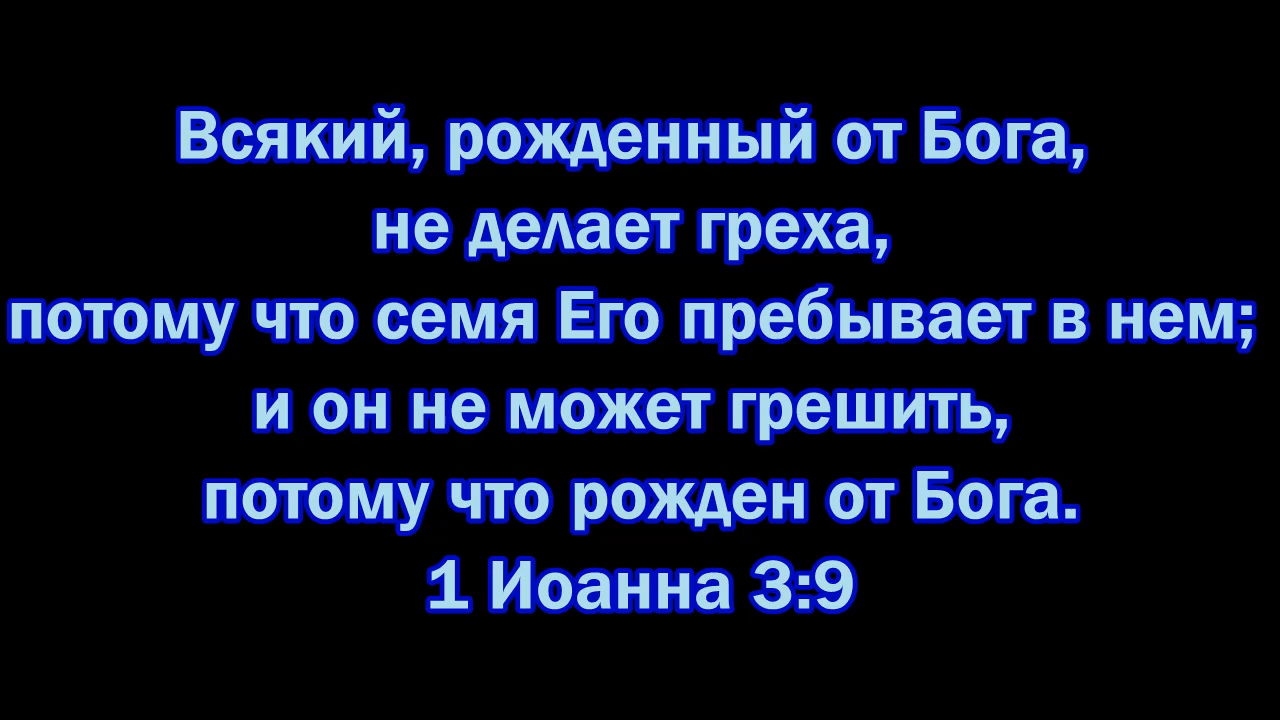 Всякий, рожденный от Бога,
не делает греха,
потому что семя Его пребывает в нем;
и он не может грешить,
потому что рожден от Бога.
1 Иоанна 3:9